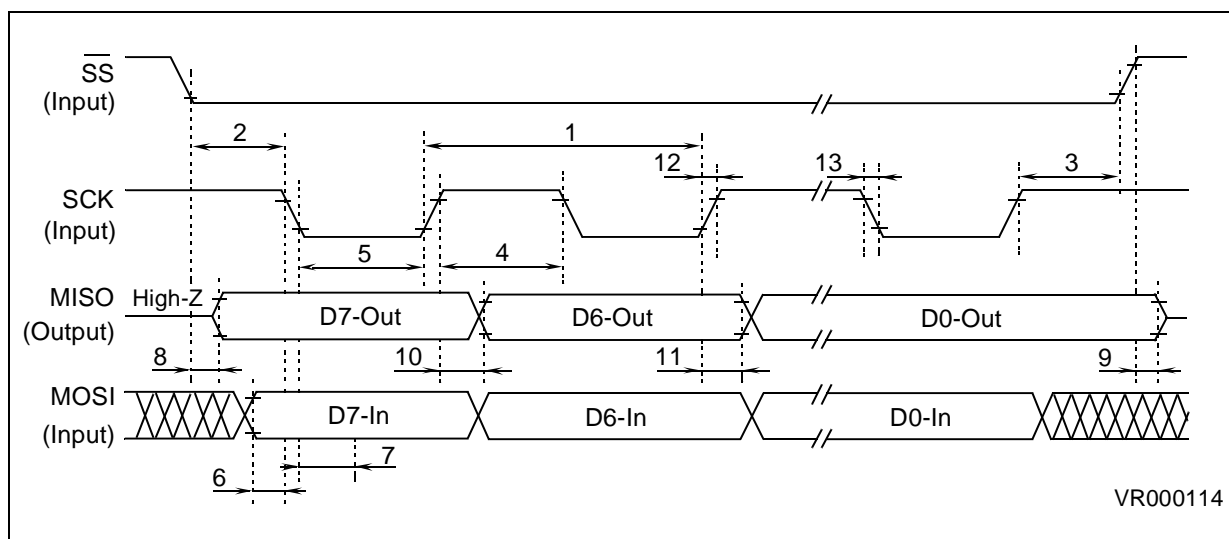 SS
(Input)
2
1
12
13
3
SCK
(Input)
5
4
MISO
(Output)
High-Z
D7-Out
D6-Out
D0-Out
8
10
11
9
MOSI
(Input)
D7-In
D6-In
D0-In
7
6
VR000114